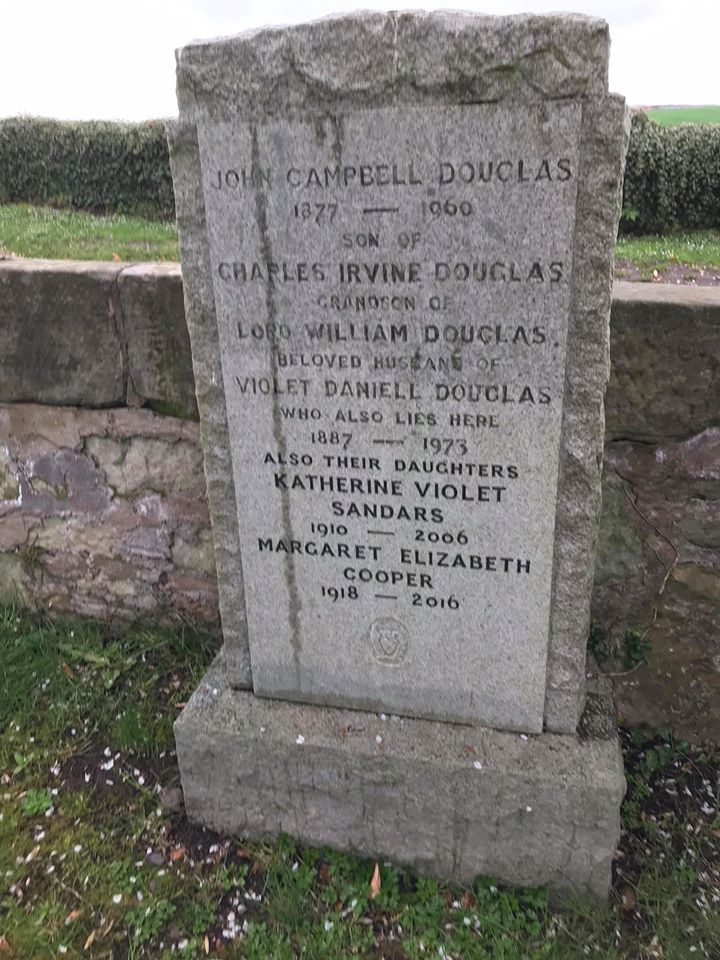 JOHN CAMPBELL DOUGLAS
1877 — 1960
SON OF
CHARLES IRVINE DOUGLAS
GRANDSON OF
LORD WILLIAM DOUGLAS.
BELOVED HUSBAND OF
VIOLET DANIELL DOUGLAS
WHO ALSO LIES HERE
1887 — 1973
ALSO THEIR DAUGHTERS
KATHERINE VIOLET
SANDARS
1910 — 2006
MARGARET ELIZABETH
COOPER
1918 — 2016